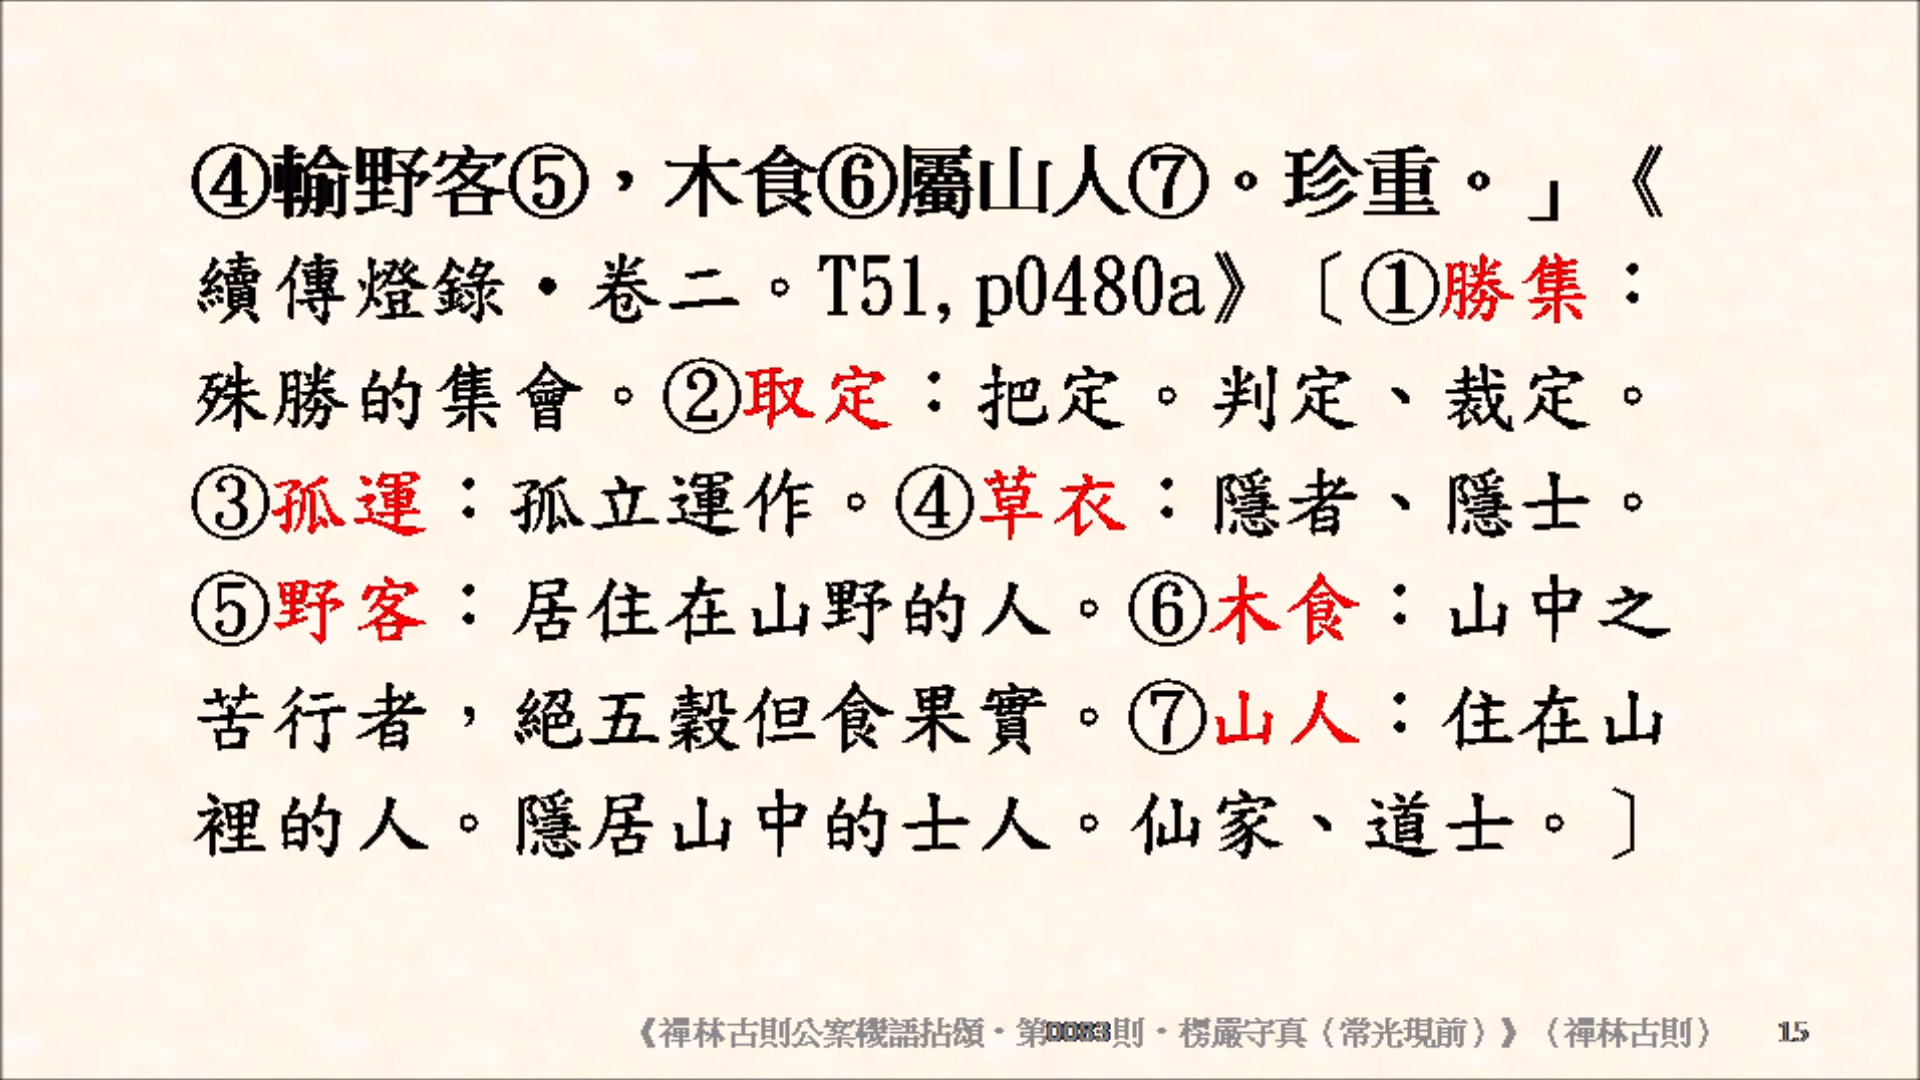 ④輸野客⑤，木食⑥屬山人⑦。珍重。」《
續傳燈錄・卷二。T51, p0480a》〔①勝集：
殊勝的集會。②取定：把定。判定、裁定。
③孤運：孤立運作。④草衣：隱者、隱士。
⑤野客：居住在山野的人。⑥木食：山中之
苦行者，絕五穀但食果實。⑦山人：住在山
裡的人。隱居山中的士人。仙家、道士。〕
《禪林古則公案機語拈頌・第0083則・楞嚴守真（常光現前）》（禪林古則） 15